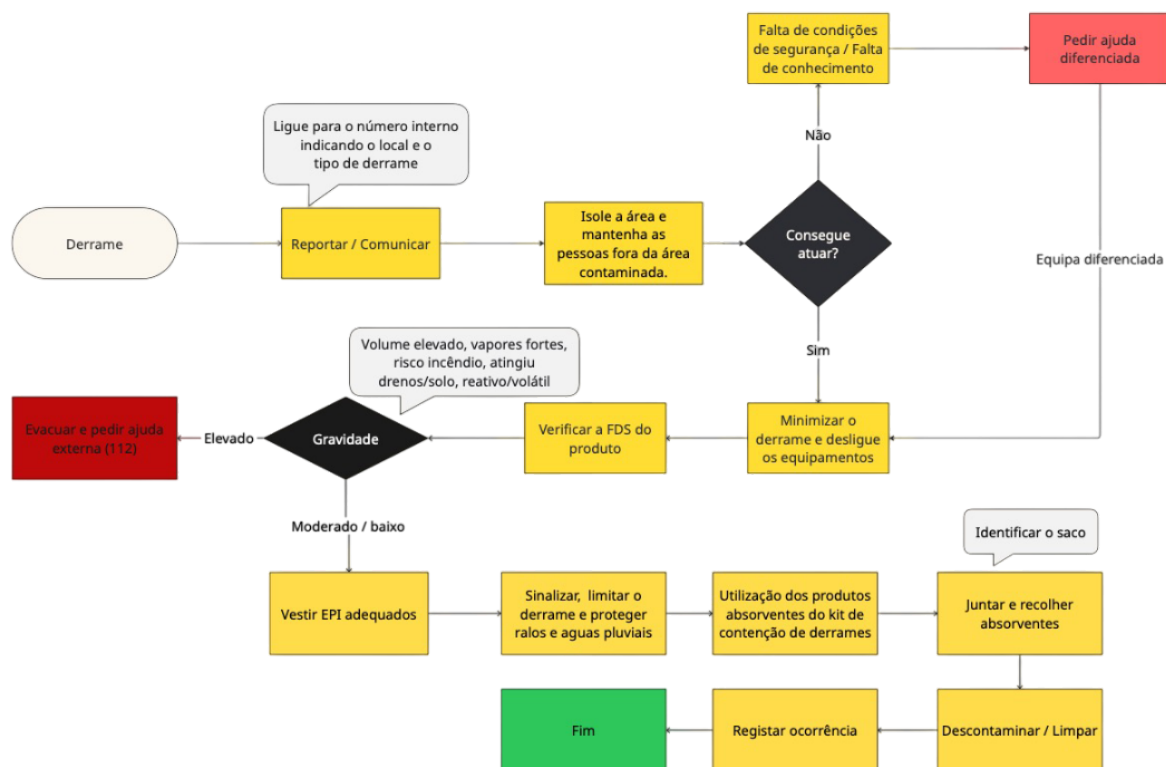 Falta de condições
de segurança / Falta
de conhecimento
Pedir ajuda
diferenciada
Ligue para o número interno
indicando o local e o
tipo de derrame
Não
Derrame
Reportar / Comunicar
Isole a área e
mantenha as
pessoas fora da área
contaminada.
Consegue
atuar?
Equipa diferenciada
Sim
Volume elevado, vapores fortes,
risco incêndio, atingiu
drenos/solo, reativo/volátil
Evacuar e pedir ajuda
externa (112)
Elevado
Gravidade
Verificar a FDS do
produto
Minimizar o
derrame e desligue
os equipamentos
Moderado / baixo
Identificar o saco
Vestir EPI adequados
Sinalizar, limitar o
derrame e proteger
ralos e aguas pluviais
Utilização dos produtos
absorventes do kit de
contenção de derrames
Juntar e recolher
absorventes
Fim
Registar ocorrência
Descontaminar / Limpar